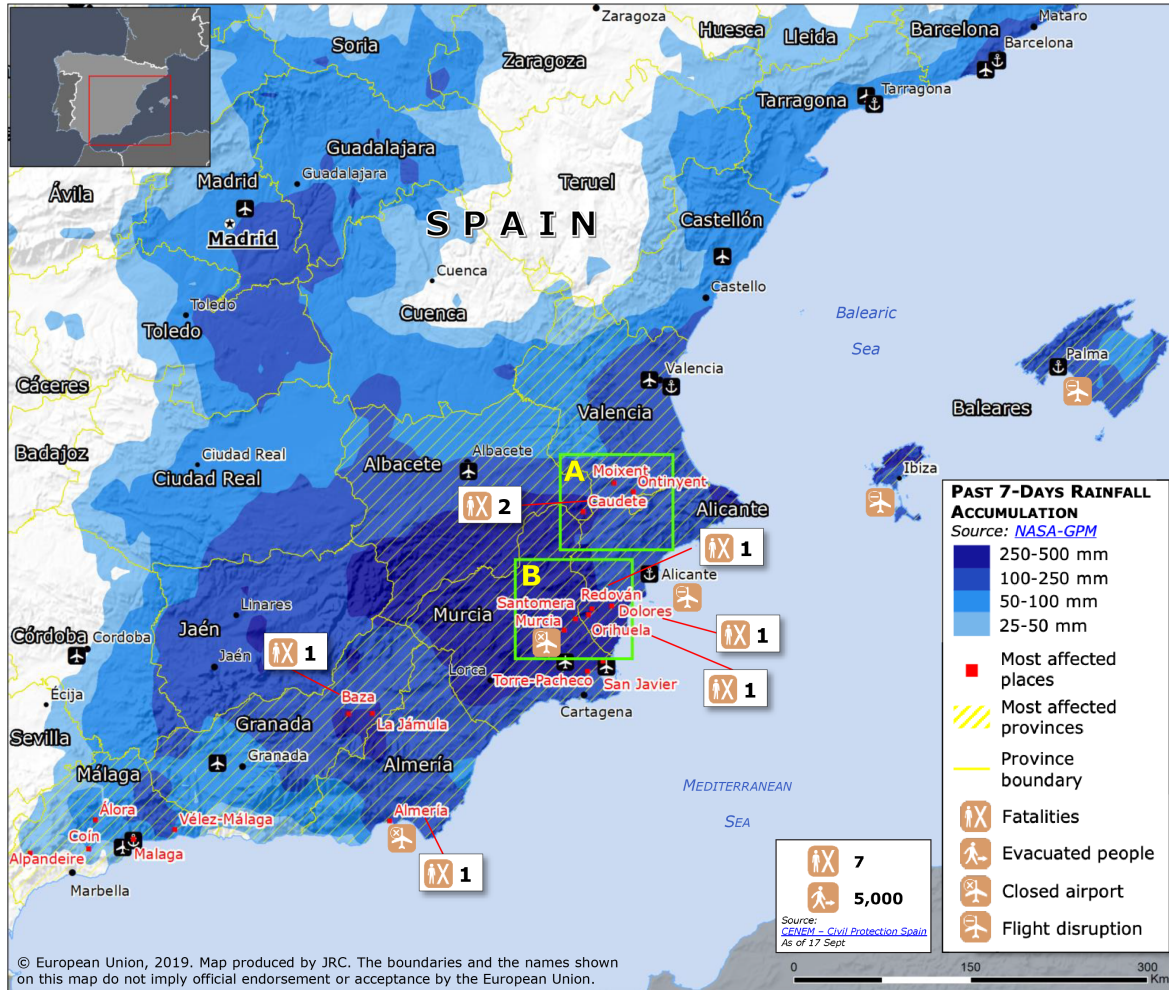 Zaragoza
Mataro
Huesca
Lleida
Barcelona
Barcelona
Soria
Zaragoza
Tarragona
Tarragona
Guadalajara
Guadalajara
Madrid
Ávila
Teruel
SPAIN
Castellón
Madrid
Cuenca
Castello
Toledo
Toledo
Cuenca
Balearic
Sea
Palma
Valencia
Cáceres
Valencia
Baleares
Badajoz
Ciudad Real
Ciudad Real
Albacete
Albacete
A
Moixent
Ontinyent
Caudete
2
Ibiza
Alicante
1
Alicante
B
Redován
Santomera
Dolores
Murcia
Murcia
Orihuela
1
Linares
Jaén
Córdoba
Cordoba
Jaén
1
Lorca
Torre-Pacheco
San Javier
1
Écija
Baza
Cartagena
La Jámula
Granada
Sevilla
Granada
Almería
Málaga
Álora
Vélez-Málaga
Almería
Coín
Alpandeire
Malaga
Marbella
1
Mediterranean
Sea
Past 7-Days Rainfall
Accumulation
Source: NASA-GPM
250-500 mm
100-250 mm
50-100 mm
25-50 mm
Most affected
places
Most affected
provinces
Province
boundary
Fatalities
Evacuated people
Closed airport
Flight disruption
7
5,000
Source:
CENEM – Civil Protection Spain
As of 17 Sept
© European Union, 2019. Map produced by JRC. The boundaries and the names shown
on this map do not imply official endorsement or acceptance by the European Union.
0 150 300
Km